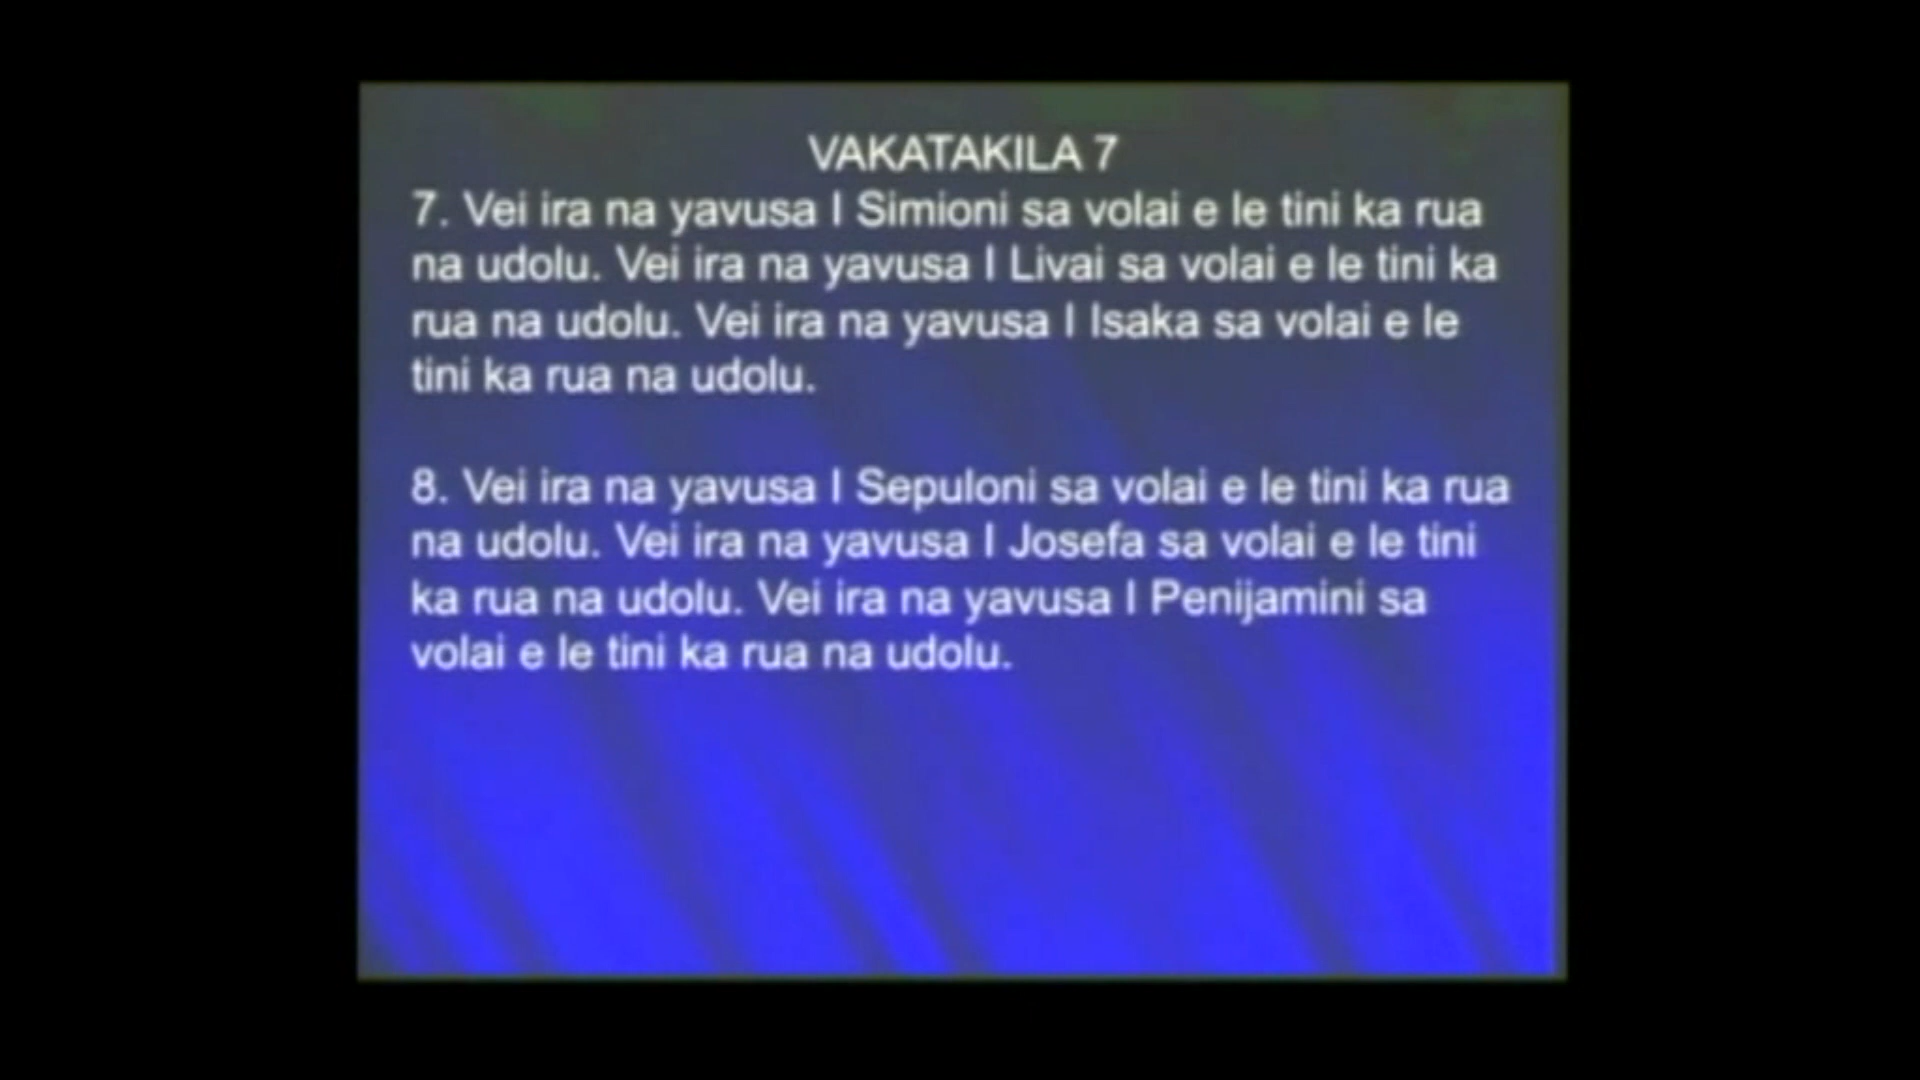 VAKATAKILA 7
7. Vei ira na yavusa I Simioni sa volai e le tini ka rua
na udolu. Vei ira na yavusa I Livai sa volai e le tini ka
rua na udolu. Vei ira na yavusa I Isaka sa volai e le
tini ka rua na udolu.
8. Vei ira na yavusa I Sepuloni sa volai e le tini ka rua
na udolu. Vei ira na yavusa I Josefa sa volai e le tini
ka rua na udolu. Vei ira na yavusa I Penijamini sa
volai e le tini ka rua na udolu.